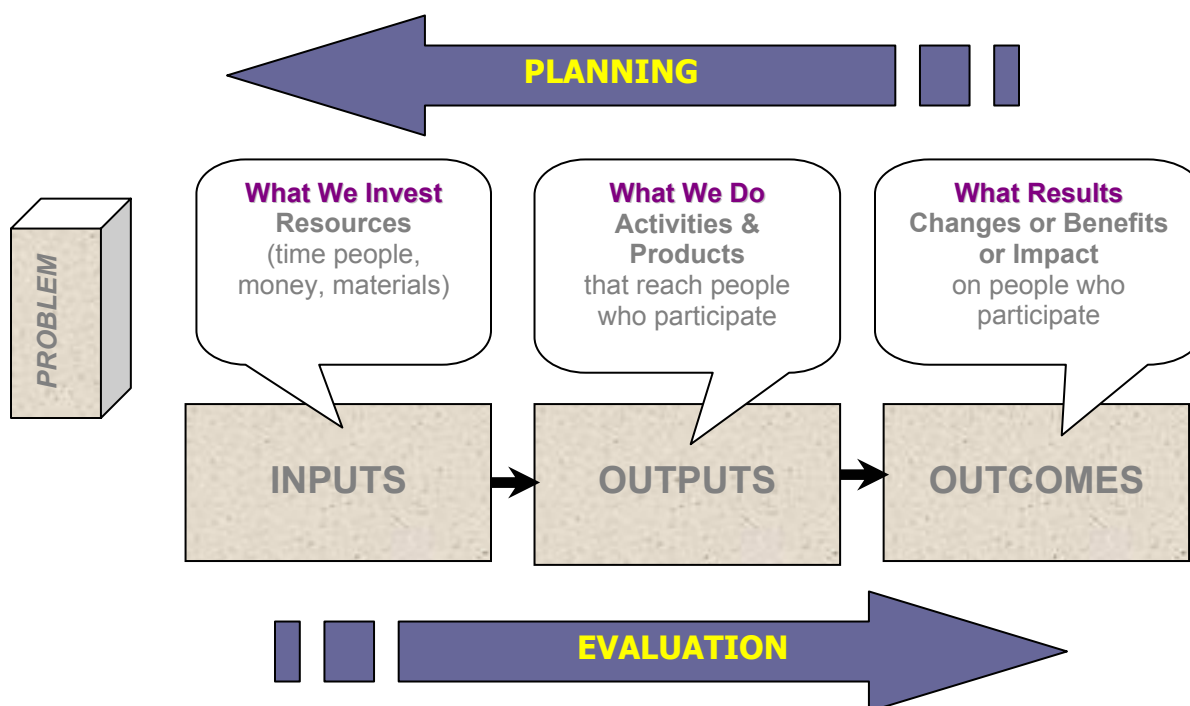 PLANNING
What We Invest
Resources
(time people,
money, materials)
What We Do
Activities &
Products
that reach people
who participate
What Results
Changes or Benefits
or Impact
on people who
participate
PROBLEM
INPUTS
OUTPUTS
OUTCOMES
EVALUATION